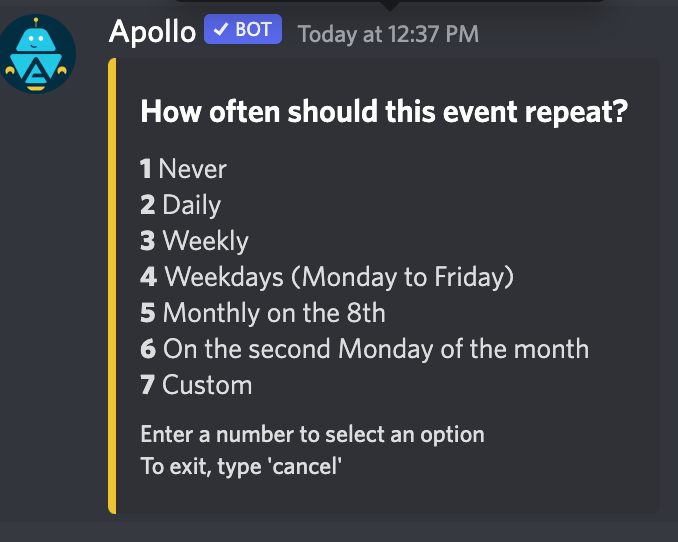 Apollo ✓ BOT Today at 12:37 PM
How often should this event repeat?
1 Never
2 Daily
3 Weekly
4 Weekdays (Monday to Friday)
5 Monthly on the 8th
6 On the second Monday of the month
7 Custom
Enter a number to select an option
To exit, type 'cancel'